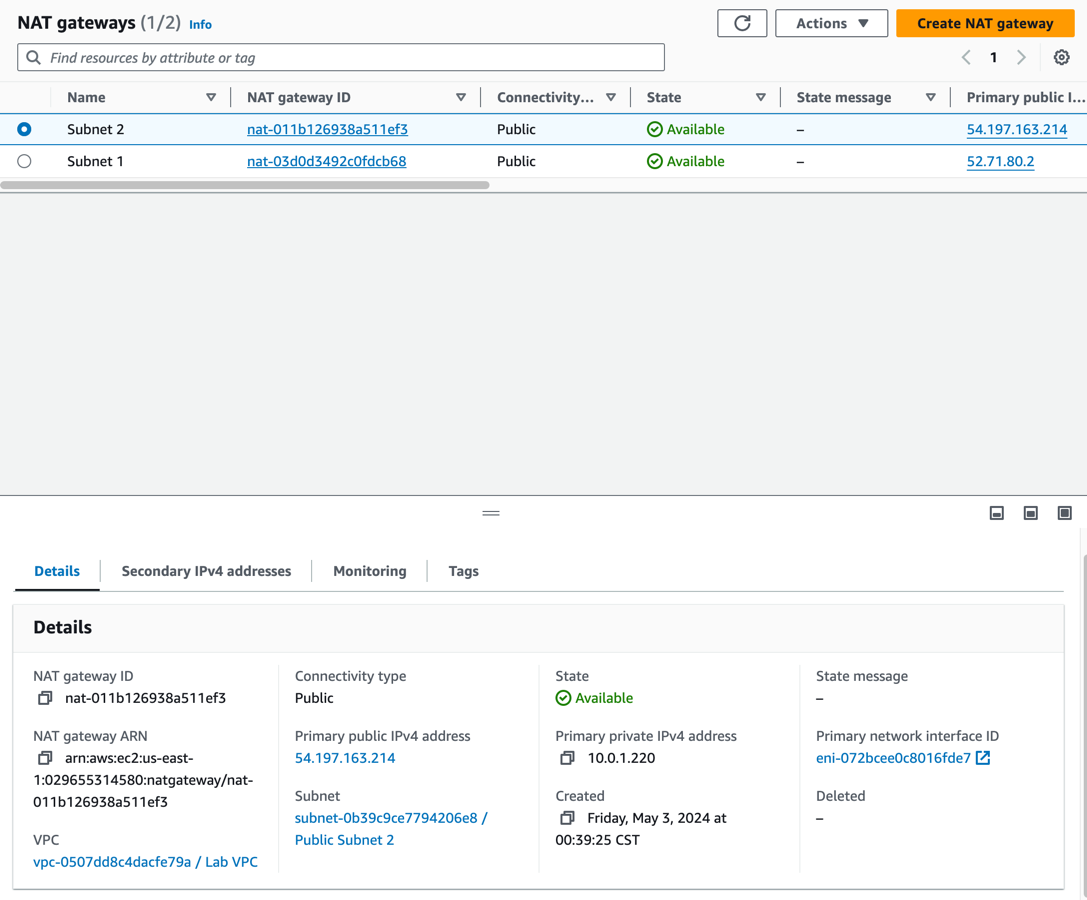 NAT gateways (1/2) Info
Actions
Create NAT gateway
Find resources by attribute or tag
1
Name NAT gateway ID Connectivity... State State message Primary public I...
Subnet 2 nat-011b126938a511ef3 Public Available – 54.197.163.214
Subnet 1 nat-03d0d3492c0fdcb68 Public Available – 52.71.80.2
Details Secondary IPv4 addresses Monitoring Tags
Details
NAT gateway ID
nat-011b126938a511ef3
NAT gateway ARN
arn:aws:ec2:us-east-
1:029655314580:natgateway/nat-
011b126938a511ef3
VPC
vpc-0507dd8c4dacfe79a / Lab VPC
Connectivity type
Public
Primary public IPv4 address
54.197.163.214
Subnet
subnet-0b39c9ce7794206e8 /
Public Subnet 2
State
Available
Primary private IPv4 address
10.0.1.220
Created
Friday, May 3, 2024 at
00:39:25 CST
State message
–
Primary network interface ID
eni-072bcee0c8016fde7
Deleted
–